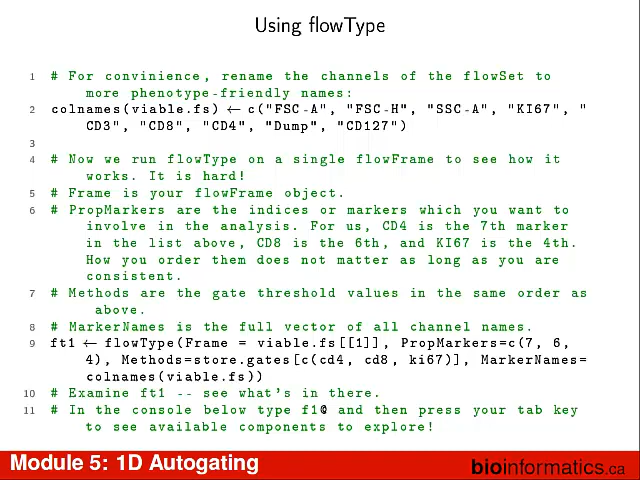 Using flowType
1 # For convinience, rename the channels of the flowSet to
more phenotype-friendly names:
2 colnames(viable.fs) ← c("FSC-A", "FSC-H", "SSC-A", "KI67", "
CD3", "CD8", "CD4", "Dump", "CD127")
3
4 # Now we run flowType on a single flowFrame to see how it
works. It is hard!
5 # Frame is your flowFrame object.
6 # PropMarkers are the indices or markers which you want to
involve in the analysis. For us, CD4 is the 7th marker
in the list above, CD8 is the 6th, and KI67 is the 4th.
How you order them does not matter as long as you are
consistent.
7 # Methods are the gate threshold values in the same order as
above.
8 # MarkerNames is the full vector of all channel names.
9 ft1 ← flowType(Frame = viable.fs[[1]], PropMarkers=c(7, 6,
4), Methods=store.gates[c(cd4, cd8, ki67)], MarkerNames=
colnames(viable.fs))
10 # Examine ft1 -- see what's in there.
11 # In the console below type f1@ and then press your tab key
to see available components to explore!
Module 5: 1D Autogating
bioinformatics.ca